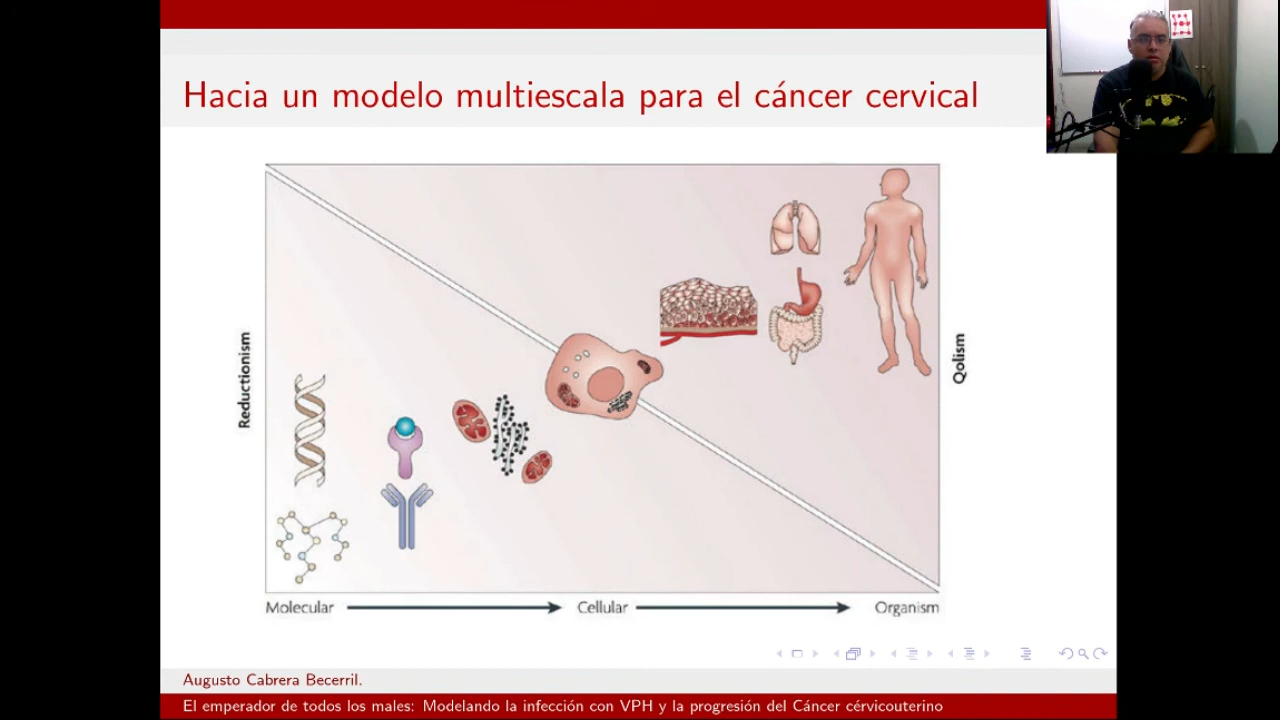 Hacia un modelo multiescala para el cáncer cervical
Reductionism
Qolism
Molecular
Cellular
Organism
Augusto Cabrera Becerril.
El emperador de todos los males: Modelando la infección con VPH y la progresión del Cáncer cérvicouterino